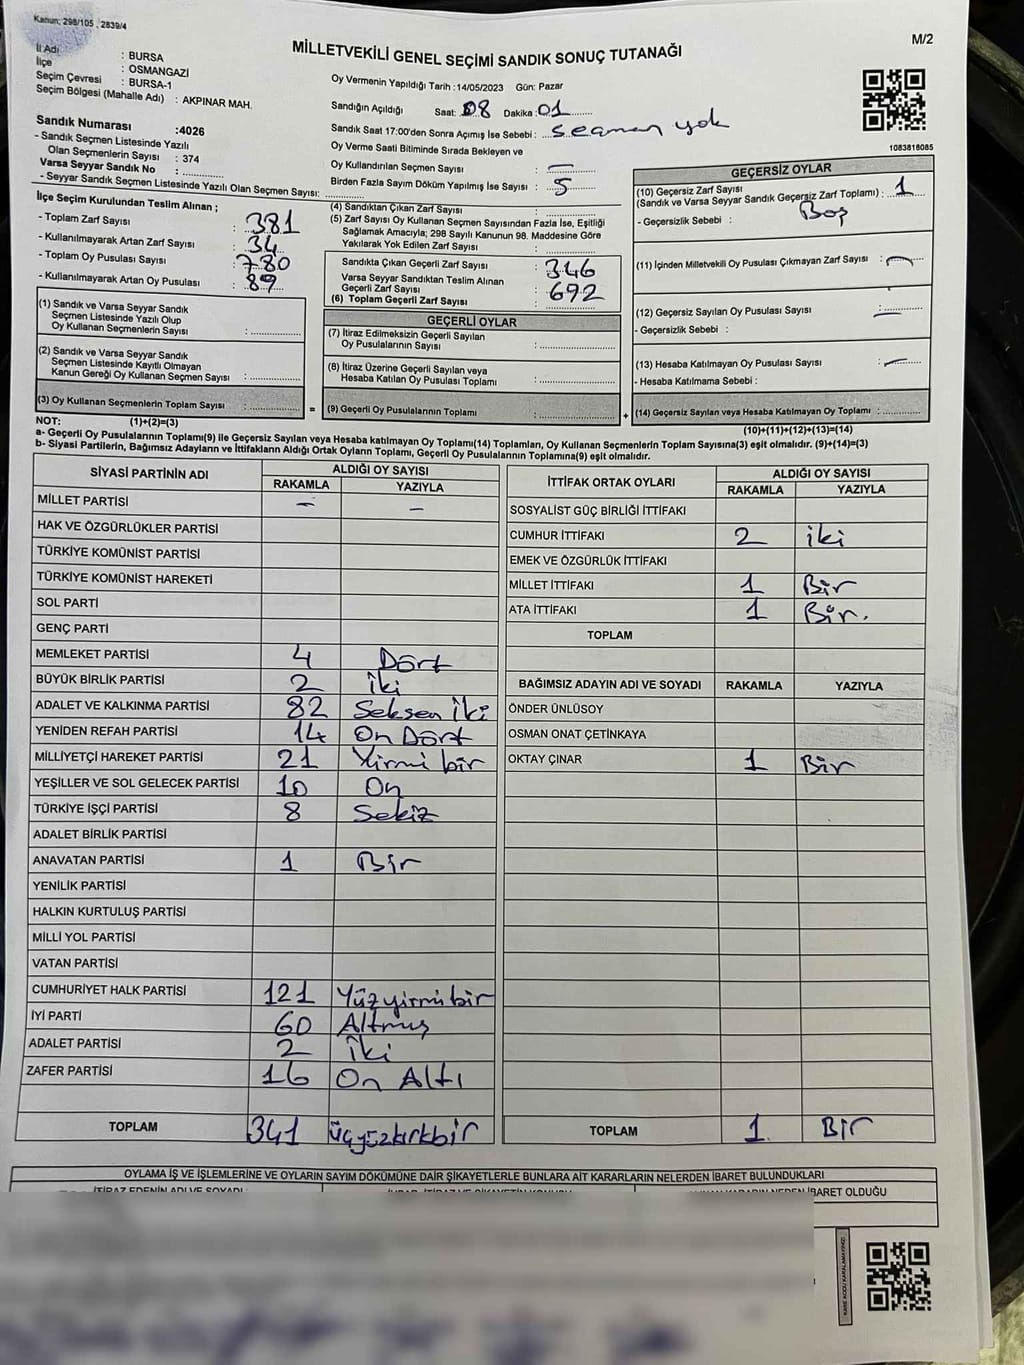 Kanun; 298/105 , 2839/4
M/2
MİLLETVEKİLİ GENEL SEÇİMİ SANDIK SONUÇ TUTANAĞI
İl Adı : BURSA
İlçe : OSMANGAZİ
Seçim Çevresi : BURSA-1
Seçim Bölgesi (Mahalle Adı) : AKPINAR MAH.
Oy Vermenin Yapıldığı Tarih : 14/05/2023 Gün: Pazar
Sandığın Açıldığı Saat: 08 Dakika : 01
Sandık Saat 17:00'den Sonra Açımış İse Sebebi : seçmen yok
Oy Verme Saati Bitiminde Sırada Bekleyen ve
Oy Kullandırılan Seçmen Sayısı : —
Birden Fazla Sayım Döküm Yapılmış İse Sayısı : 5
1083818085
Sandık Numarası :4026
- Sandık Seçmen Listesinde Yazılı
Olan Seçmenlerin Sayısı : 374
Varsa Seyyar Sandık No :
- Seyyar Sandık Seçmen Listesinde Yazılı Olan Seçmen Sayısı:
İlçe Seçim Kurulundan Teslim Alınan ;
- Toplam Zarf Sayısı : 381
- Kullanılmayarak Artan Zarf Sayısı : 34
- Toplam Oy Pusulası Sayısı : 780
- Kullanılmayarak Artan Oy Pusulası : 89
(1) Sandık ve Varsa Seyyar Sandık
Seçmen Listesinde Yazılı Olup
Oy Kullanan Seçmenlerin Sayısı :
(2) Sandık ve Varsa Seyyar Sandık
Seçmen Listesinde Kayıtlı Olmayan
Kanun Gereği Oy Kullanan Seçmen Sayısı :
(3) Oy Kullanan Seçmenlerin Toplam Sayısı :
(1)+(2)=(3)
(4) Sandıktan Çıkan Zarf Sayısı :
(5) Zarf Sayısı Oy Kullanan Seçmen Sayısından Fazla İse, Eşitliği
Sağlamak Amacıyla; 298 Sayılı Kanunun 98. Maddesine Göre
Yakılarak Yok Edilen Zarf Sayısı :
Sandıkta Çıkan Geçerli Zarf Sayısı : 346
Varsa Seyyar Sandıktan Teslim Alınan
Geçerli Zarf Sayısı : 692
(6) Toplam Geçerli Zarf Sayısı :
GEÇERLİ OYLAR
(7) İtiraz Edilmeksizin Geçerli Sayılan
Oy Pusulalarının Sayısı :
(8) İtiraz Üzerine Geçerli Sayılan veya
Hesaba Katılan Oy Pusulası Toplamı :
= (9) Geçerli Oy Pusulalarının Toplamı :
GEÇERSİZ OYLAR
(10) Geçersiz Zarf Sayısı
(Sandık ve Varsa Seyyar Sandık Geçersiz Zarf Toplamı) : 1
- Geçersizlik Sebebi : Boş
(11) İçinden Milletvekili Oy Pusulası Çıkmayan Zarf Sayısı : —
(12) Geçersiz Sayılan Oy Pusulası Sayısı : —
- Geçersizlik Sebebi :
(13) Hesaba Katılmayan Oy Pusulası Sayısı : —
- Hesaba Katılmama Sebebi :
+ (14) Geçersiz Sayılan veya Hesaba Katılmayan Oy Toplamı :
(10)+(11)+(12)+(13)=(14)
NOT:
a- Geçerli Oy Pusulalarının Toplamı(9) ile Geçersiz Sayılan veya Hesaba katılmayan Oy Toplamı(14) Toplamları, Oy Kullanan Seçmenlerin Toplam Sayısına(3) eşit olmalıdır. (9)+(14)=(3)
b- Siyasi Partilerin, Bağımsız Adayların ve İttifakların Aldığı Ortak Oyların Toplamı, Geçerli Oy Pusulalarının Toplamına(9) eşit olmalıdır.
SİYASİ PARTİNİN ADI ALDIĞI OY SAYISI
RAKAMLA YAZIYLA
MİLLET PARTİSİ — —
HAK VE ÖZGÜRLÜKLER PARTİSİ
TÜRKİYE KOMÜNİST PARTİSİ
TÜRKİYE KOMÜNİST HAREKETİ
SOL PARTİ
GENÇ PARTİ
MEMLEKET PARTİSİ 4 Dört
BÜYÜK BİRLİK PARTİSİ 2 İki
ADALET VE KALKINMA PARTİSİ 82 Seksen İki
YENİDEN REFAH PARTİSİ 14 On Dört
MİLLİYETÇİ HAREKET PARTİSİ 21 Yirmi bir
YEŞİLLER VE SOL GELECEK PARTİSİ 10 On
TÜRKİYE İŞÇİ PARTİSİ 8 Sekiz
ADALET BİRLİK PARTİSİ
ANAVATAN PARTİSİ 1 Bir
YENİLİK PARTİSİ
HALKIN KURTULUŞ PARTİSİ
MİLLİ YOL PARTİSİ
VATAN PARTİSİ
CUMHURİYET HALK PARTİSİ 121 Yüzyirmibir
İYİ PARTİ 60 Altmış
ADALET PARTİSİ 2 İki
ZAFER PARTİSİ 16 On Altı
TOPLAM 341 üçyüzkırkbir
İTTİFAK ORTAK OYLARI ALDIĞI OY SAYISI
RAKAMLA YAZIYLA
SOSYALİST GÜÇ BİRLİĞİ İTTİFAKI
CUMHUR İTTİFAKI 2 iki
EMEK VE ÖZGÜRLÜK İTTİFAKI
MİLLET İTTİFAKI 1 Bir
ATA İTTİFAKI 1 Bir.
TOPLAM
BAĞIMSIZ ADAYIN ADI VE SOYADI RAKAMLA YAZIYLA
ÖNDER ÜNLÜSOY
OSMAN ONAT ÇETİNKAYA
OKTAY ÇINAR 1 Bir
TOPLAM 1 Bir
OYLAMA İŞ VE İŞLEMLERİNE VE OYLARIN SAYIM DÖKÜMÜNE DAİR ŞİKAYETLERLE BUNLARA AİT KARARLARIN NELERDEN İBARET BULUNDUKLARI
İTİRAZ EDENİN ADI VE SOYADI
İBARET OLDUĞU
KARE KODU KARALAMAYINIZ!